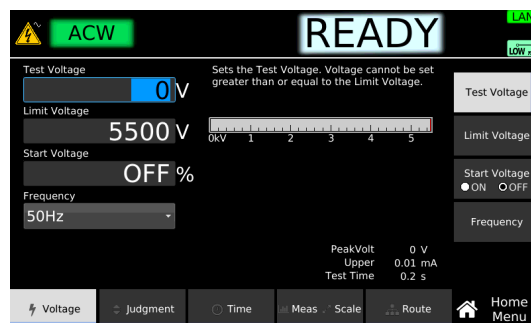 ACW
READY
LAN
LOW
Test Voltage
0 V
Limit Voltage
5500 V
Start Voltage
OFF %
Frequency
50Hz
Sets the Test Voltage. Voltage cannot be set
greater than or equal to the Limit Voltage.
0kV 1 2 3 4 5
PeakVolt 0 V
Upper 0.01 mA
Test Time 0.2 s
Test Voltage
Limit Voltage
Start Voltage
ON OFF
Frequency
Voltage
Judgment
Time
Meas
Scale
Route
Home
Menu